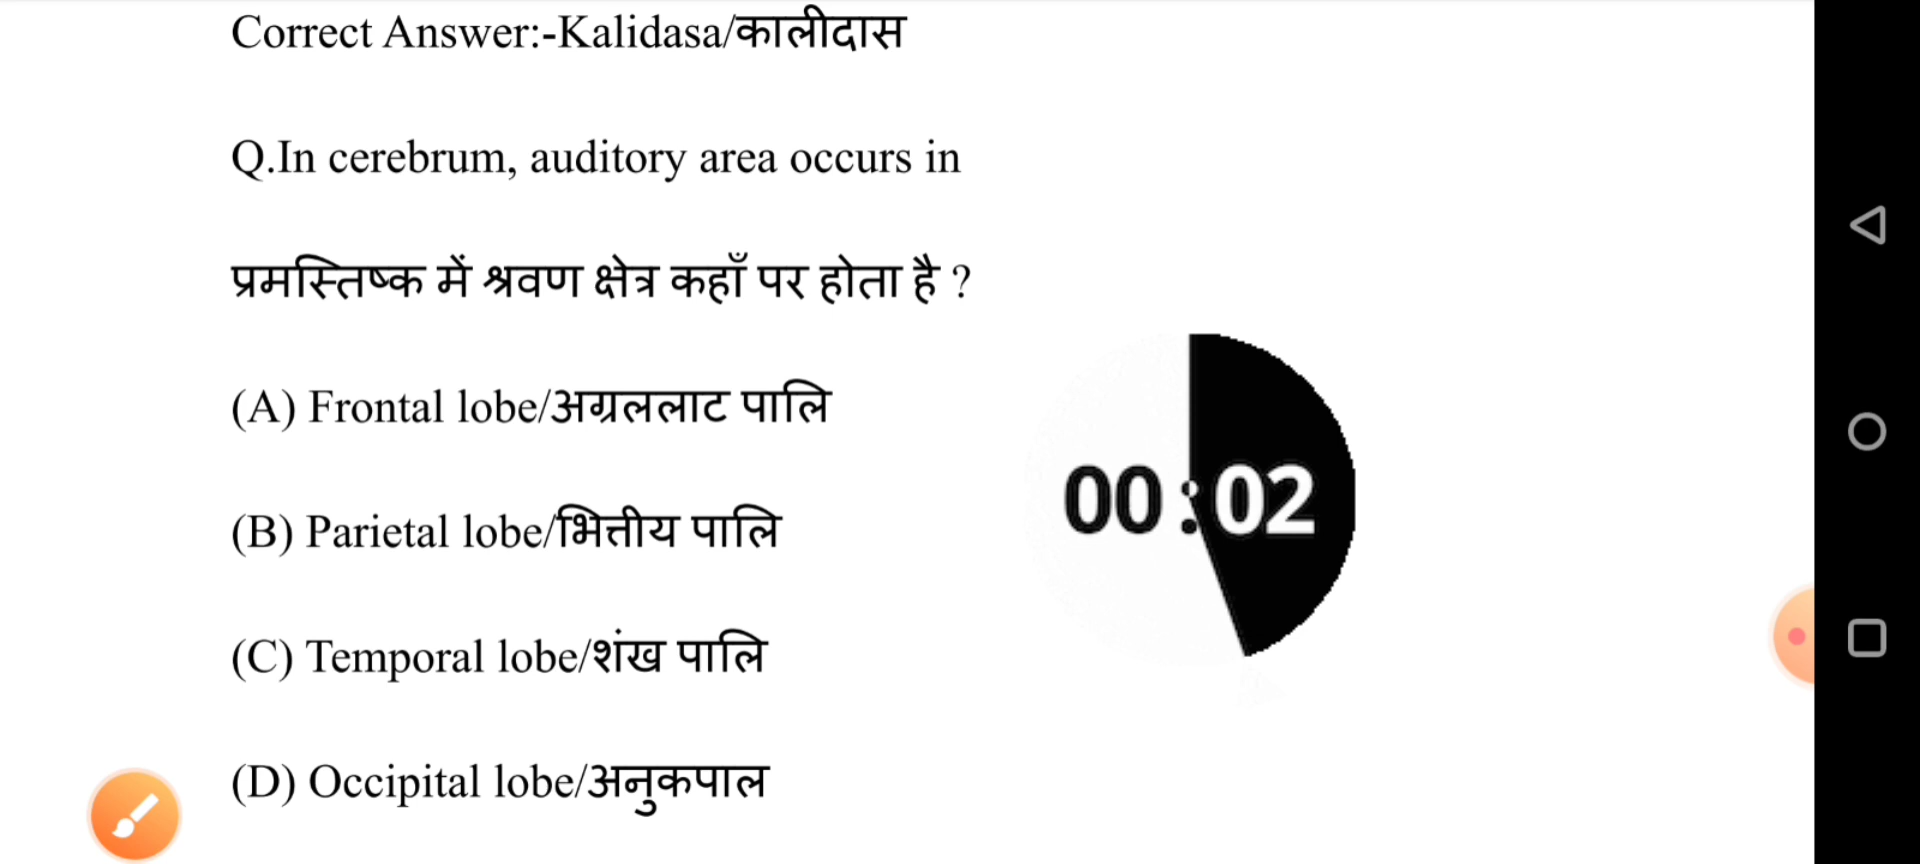 Correct Answer:-Kalidasa/कालीदास
Q.In cerebrum, auditory area occurs in
प्रमस्तिष्क में श्रवण क्षेत्र कहाँ पर होता है ?
(A) Frontal lobe/अग्रललाट पालि
(B) Parietal lobe/भित्तीय पालि
00:02
(C) Temporal lobe/शंख पालि
(D) Occipital lobe/अनुकपाल